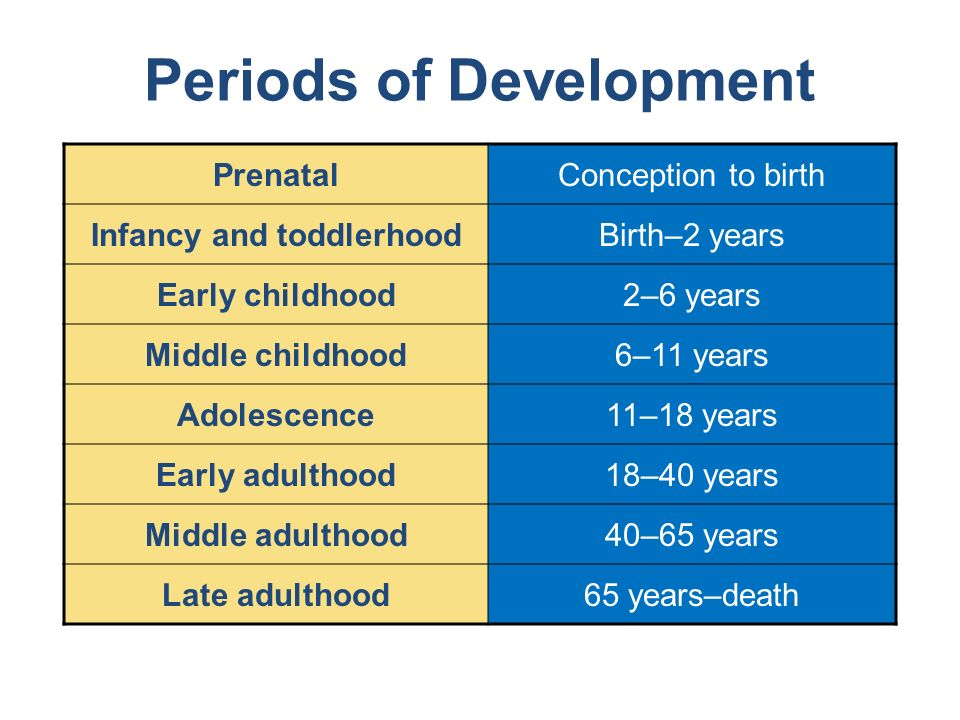 Periods of Development
Prenatal Conception to birth
Infancy and toddlerhood Birth–2 years
Early childhood 2–6 years
Middle childhood 6–11 years
Adolescence 11–18 years
Early adulthood 18–40 years
Middle adulthood 40–65 years
Late adulthood 65 years–death